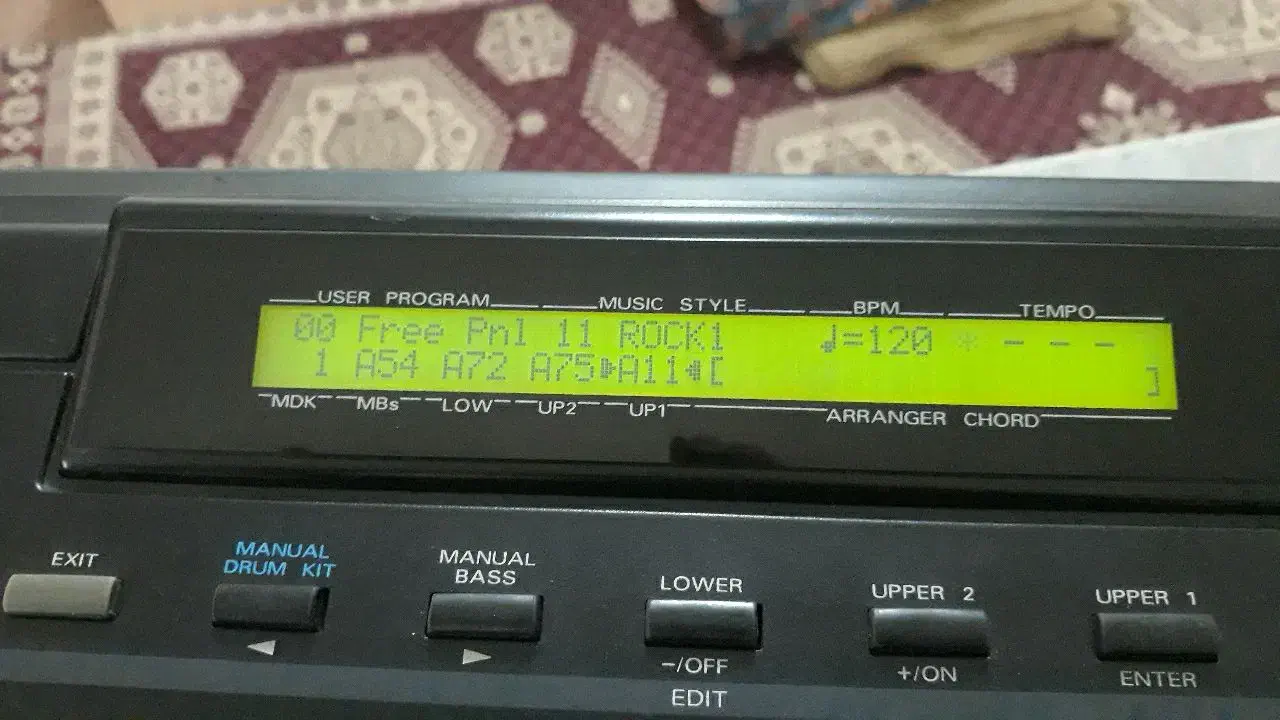 USER PROGRAM MUSIC STYLE BPM TEMPO
00 Free Pnl 11 ROCK1 ♩=120 * - - -
1 A54 A72 A75▶A11◀[ ]
MDK MBs LOW UP2 UP1 ARRANGER CHORD
EXIT
MANUAL
DRUM KIT
MANUAL
BASS
LOWER
UPPER 2
UPPER 1
◀
▶
−/OFF
+/ON
ENTER
EDIT